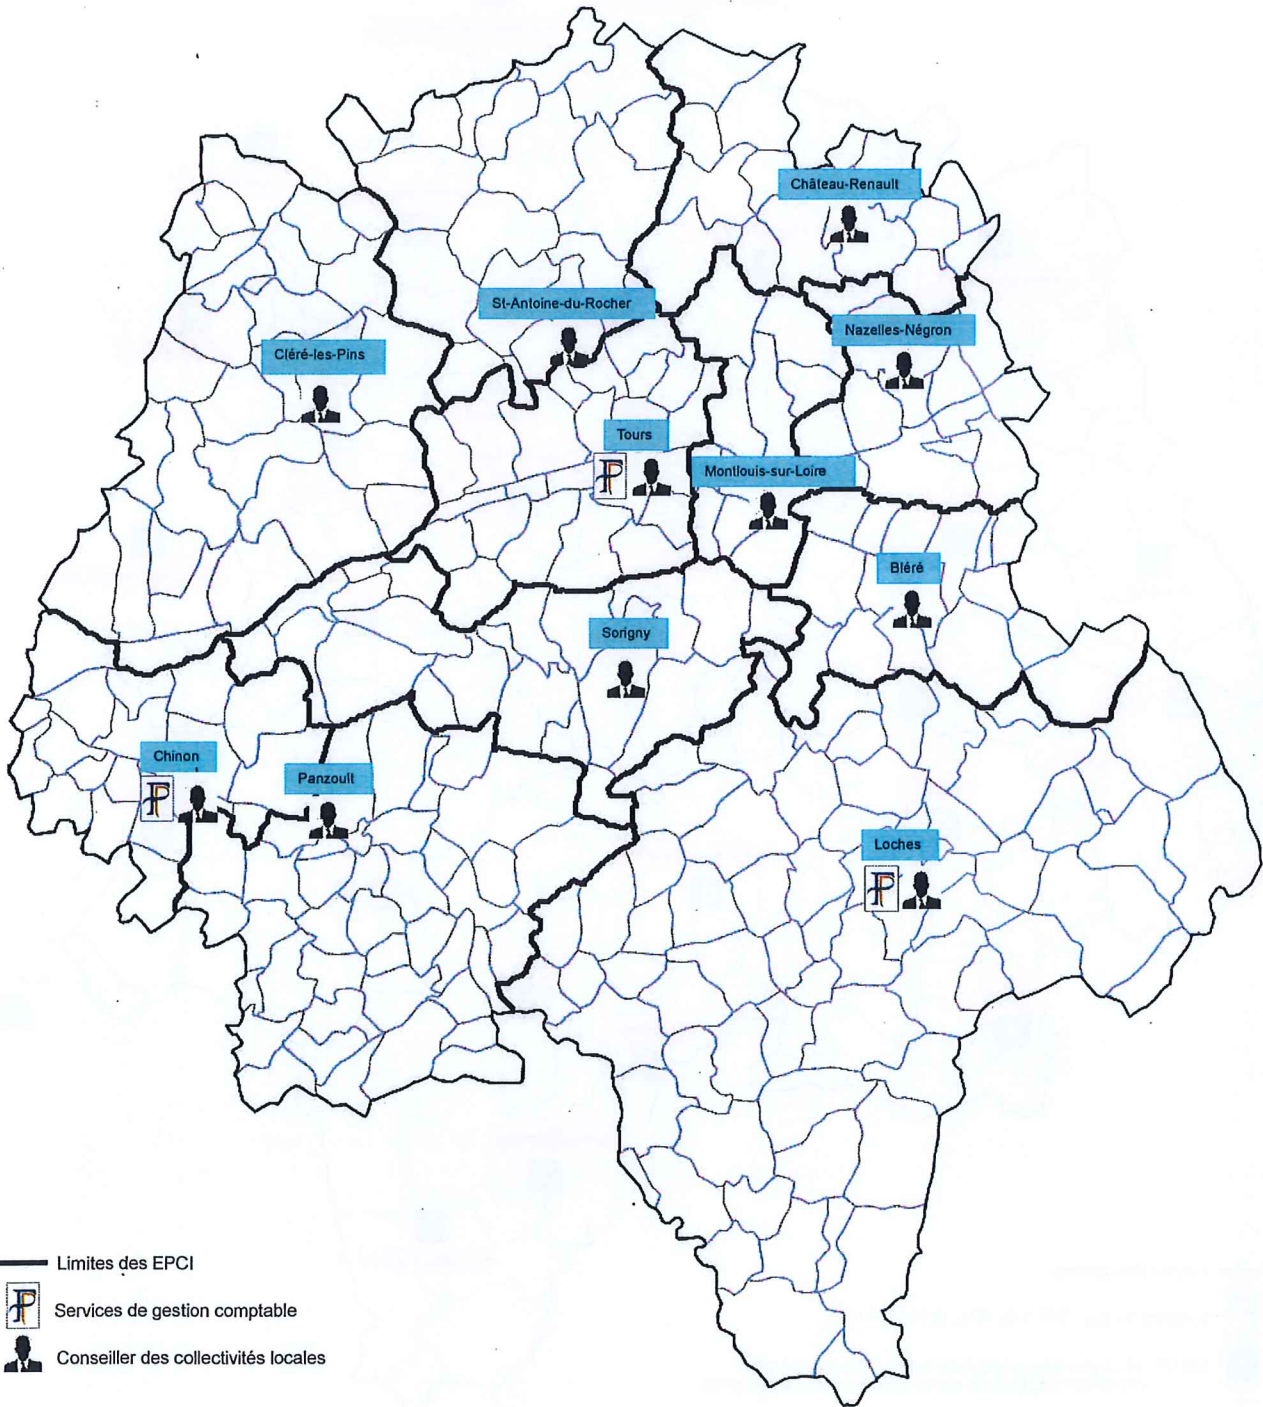 Château-Renault
St-Antoine-du-Rocher
Nazelles-Négron
Cléré-les-Pins
Tours
Montlouis-sur-Loire
Bléré
Sorigny
Chinon
Panzoult
Loches
Limites des EPCI
Services de gestion comptable
Conseiller des collectivités locales